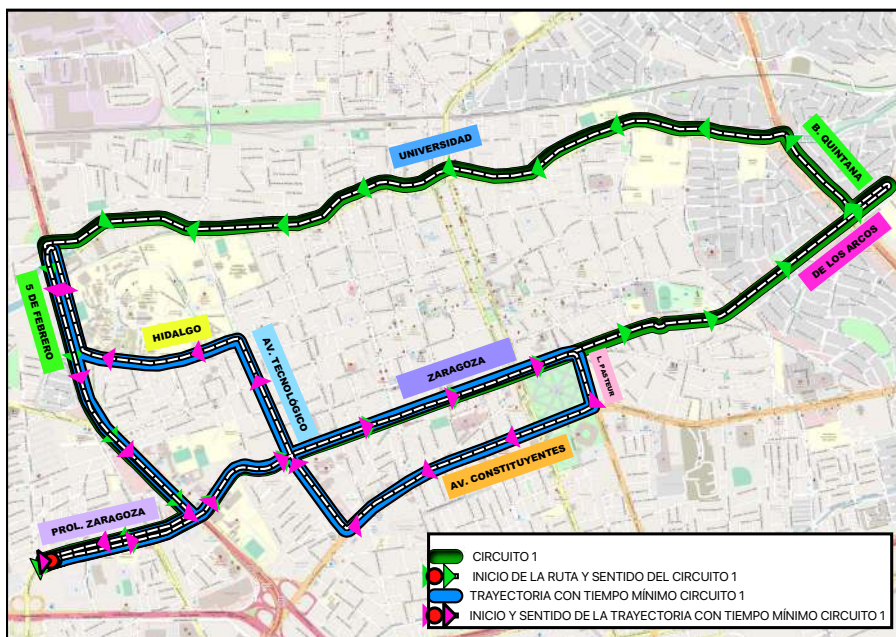 B. QUINTANA
UNIVERSIDAD
DE LOS ARCOS
5 DE FEBRERO
HIDALGO
AV. TECNOLÓGICO
ZARAGOZA
L. PASTEUR
AV. CONSTITUYENTES
PROL. ZARAGOZA
CIRCUITO 1
INICIO DE LA RUTA Y SENTIDO DEL CIRCUITO 1
TRAYECTORIA CON TIEMPO MÍNIMO CIRCUITO 1
INICIO Y SENTIDO DE LA TRAYECTORIA CON TIEMPO MÍNIMO CIRCUITO 1